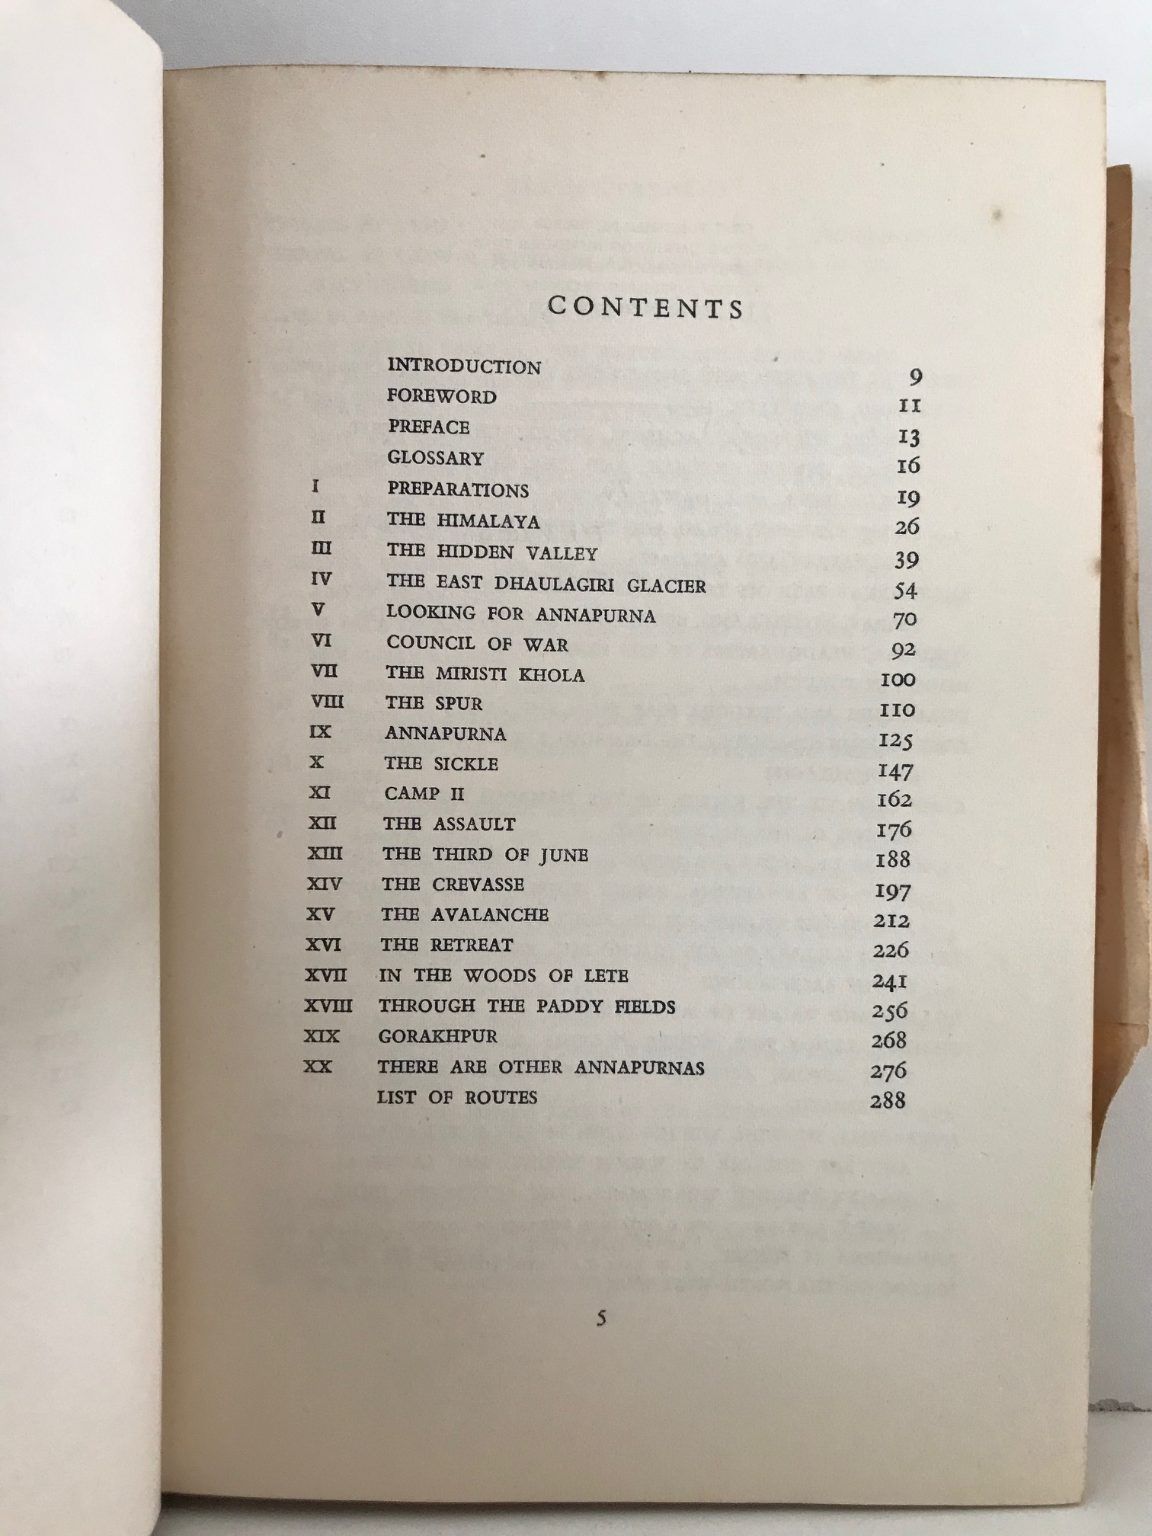 CONTENTS
INTRODUCTION 9
FOREWORD 11
PREFACE 13
GLOSSARY 16
I PREPARATIONS 19
II THE HIMALAYA 26
III THE HIDDEN VALLEY 39
IV THE EAST DHAULAGIRI GLACIER 54
V LOOKING FOR ANNAPURNA 70
VI COUNCIL OF WAR 92
VII THE MIRISTI KHOLA 100
VIII THE SPUR 110
IX ANNAPURNA 125
X THE SICKLE 147
XI CAMP II 162
XII THE ASSAULT 176
XIII THE THIRD OF JUNE 188
XIV THE CREVASSE 197
XV THE AVALANCHE 212
XVI THE RETREAT 226
XVII IN THE WOODS OF LETE 241
XVIII THROUGH THE PADDY FIELDS 256
XIX GORAKHPUR 268
XX THERE ARE OTHER ANNAPURNAS 276
LIST OF ROUTES 288
5